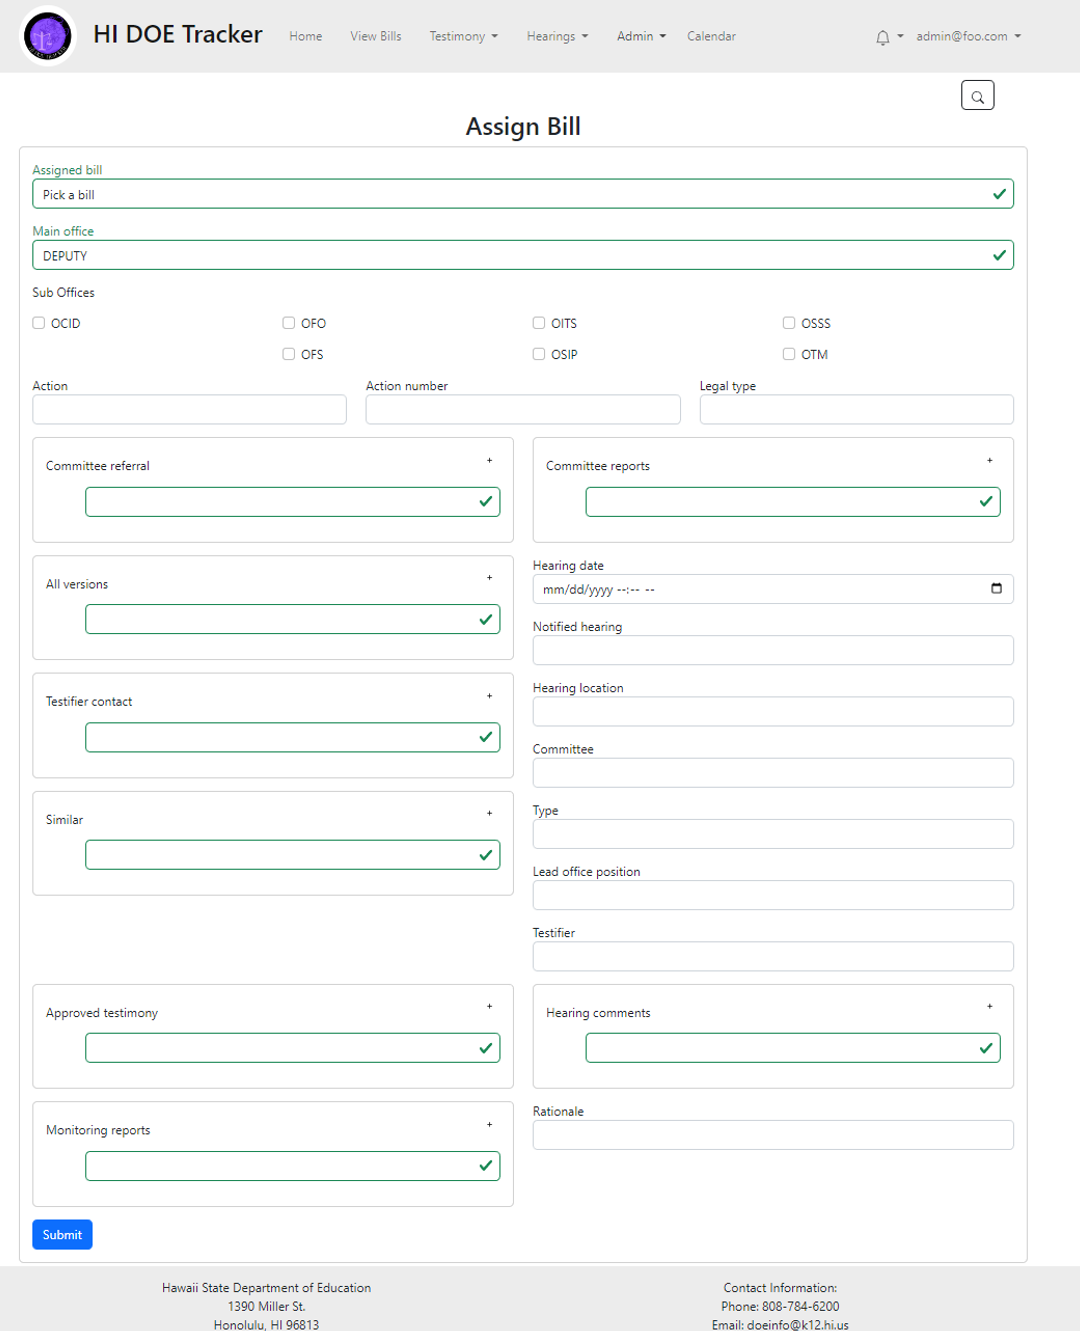 HI DOE Tracker Home View Bills Testimony Hearings Admin Calendar admin@foo.com
Assign Bill
Assigned bill
Pick a bill
Main office
DEPUTY
Sub Offices
OCID OFO OITS OSSS
OFS OSIP OTM
Action Action number Legal type
Committee referral + Committee reports +
All versions +
Hearing date
mm/dd/yyyy --:-- --
Notified hearing
Testifier contact +
Hearing location
Committee
Similar +
Type
Lead office position
Testifier
Approved testimony + Hearing comments +
Monitoring reports +
Rationale
Submit
Hawaii State Department of Education
1390 Miller St.
Honolulu, HI 96813
Contact Information:
Phone: 808-784-6200
Email: doeinfo@k12.hi.us